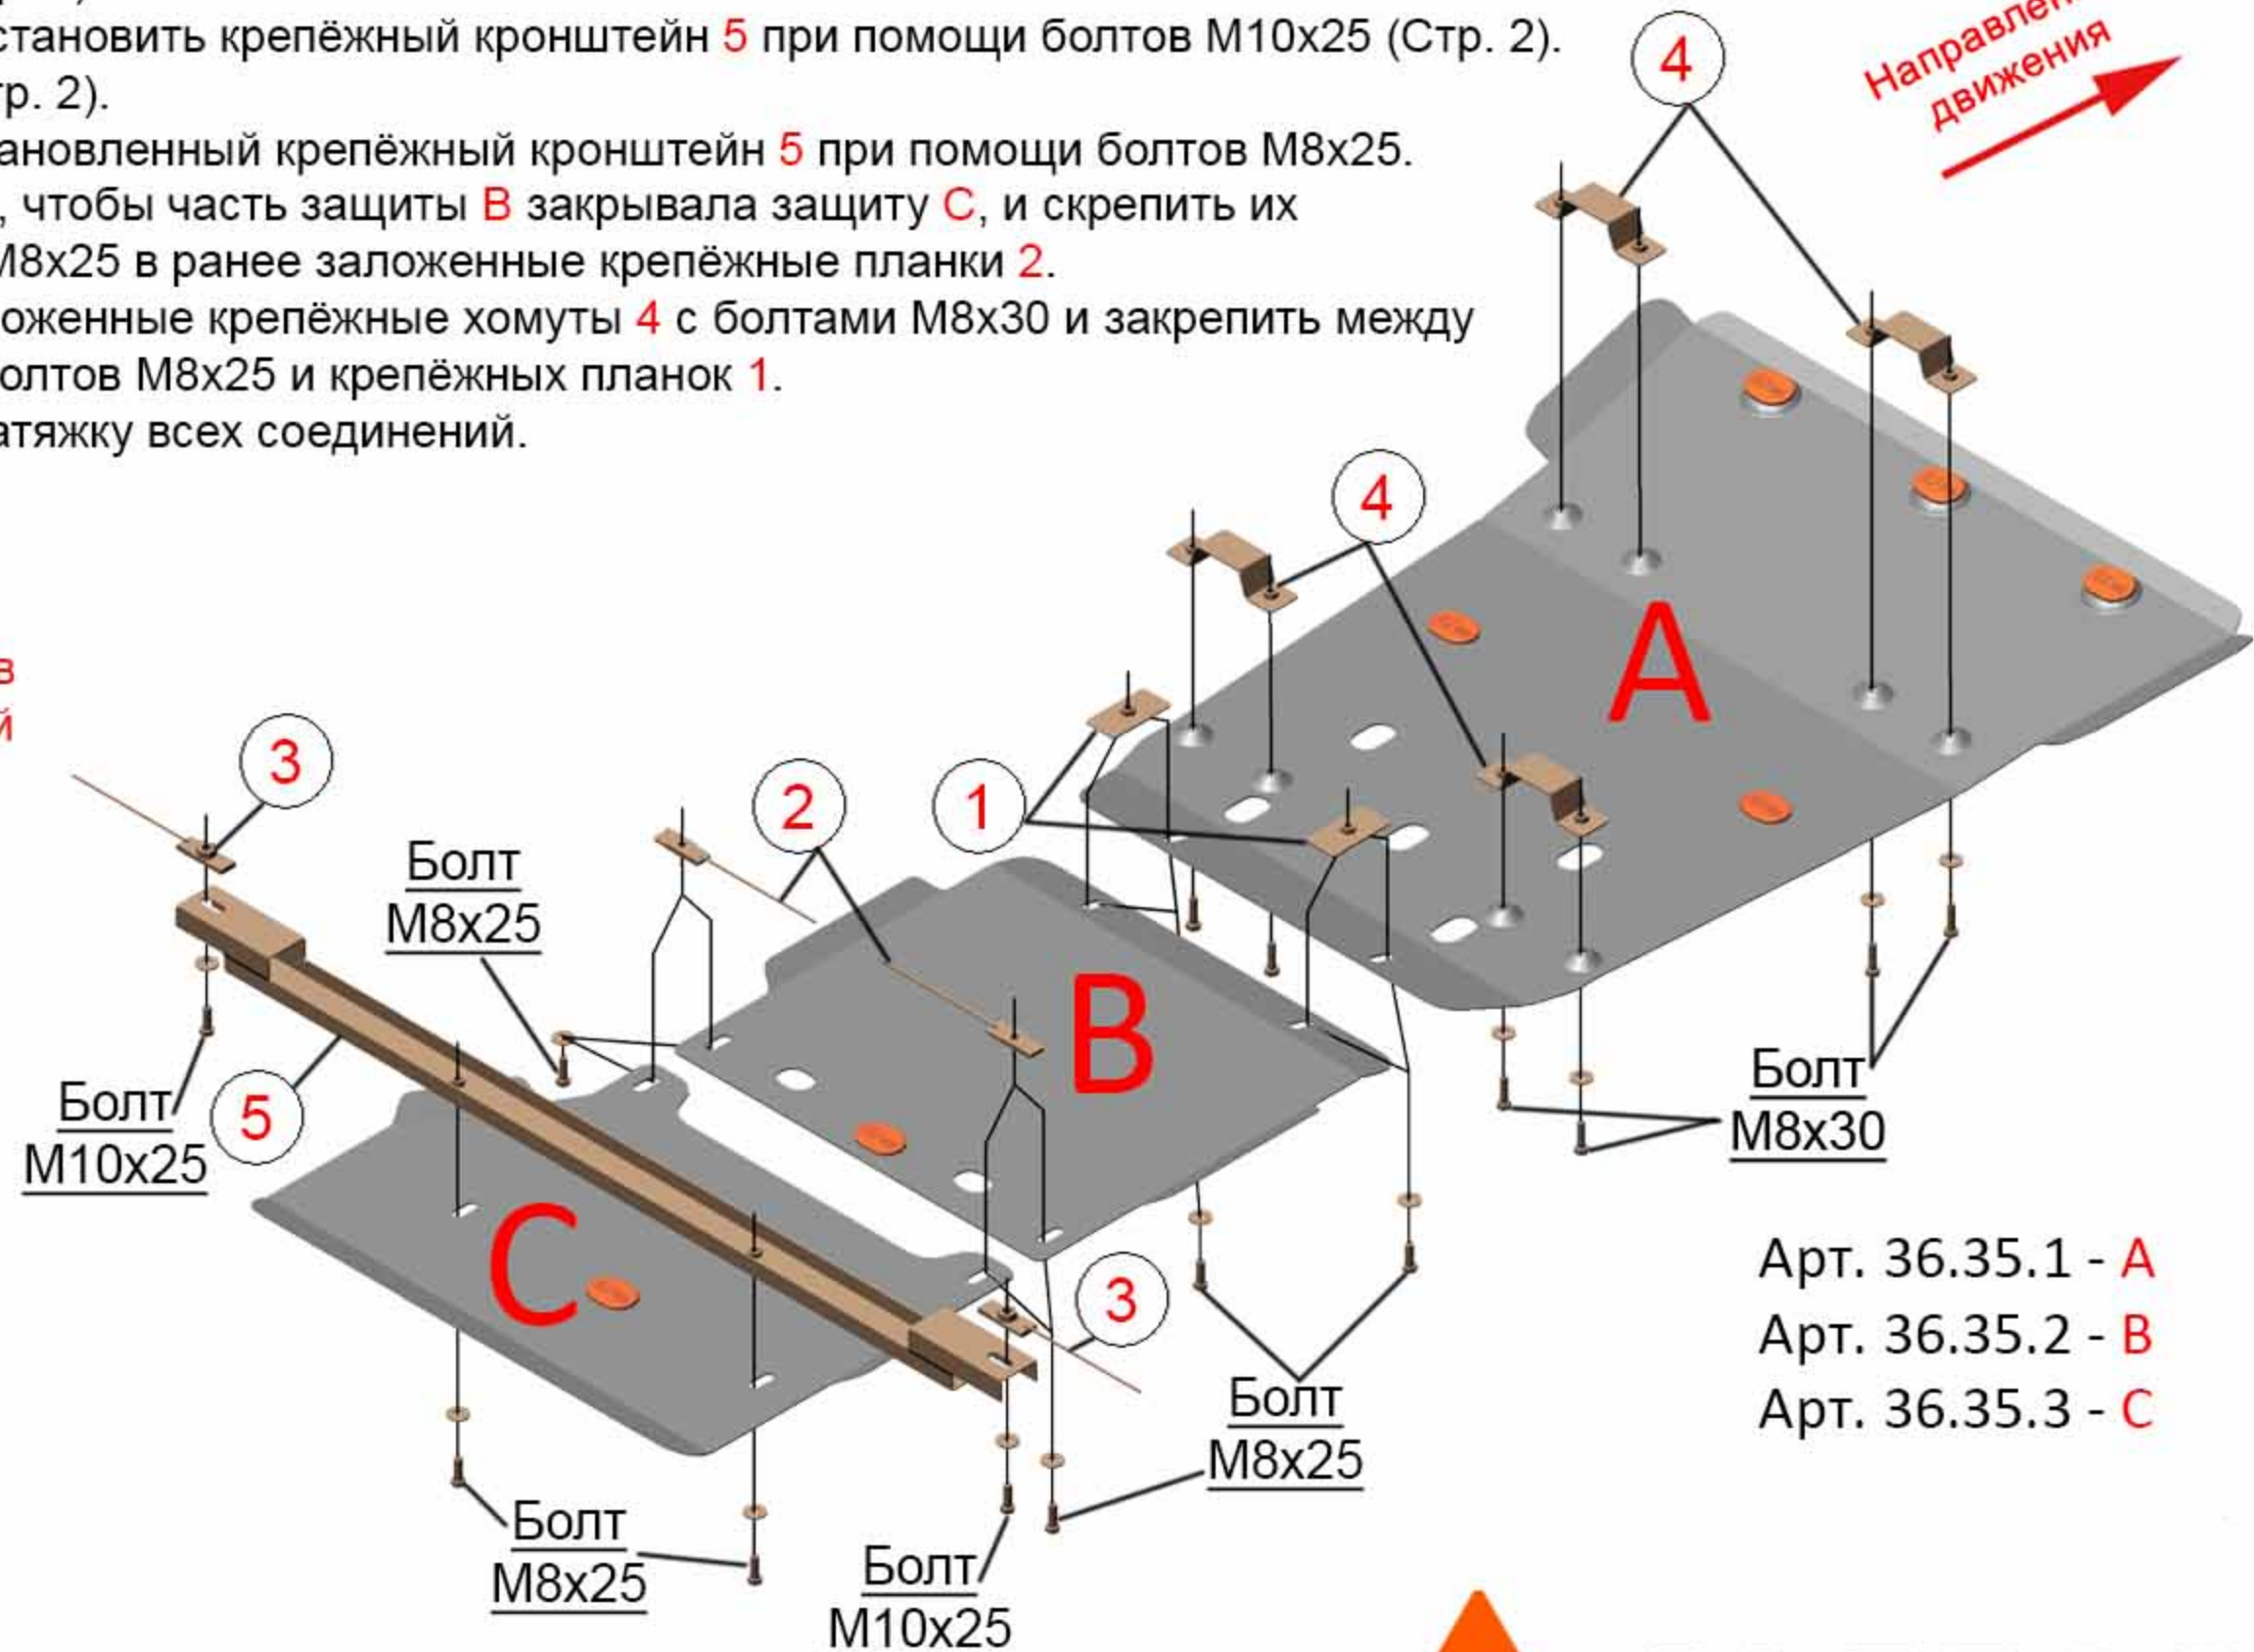 становить крепёжный кронштейн 5 при помощи болтов М10х25 (Стр. 2).
тр. 2).
ановленный крепёжный кронштейн 5 при помощи болтов М8х25.
, чтобы часть защиты В закрывала защиту С, и скрепить их
М8х25 в ранее заложенные крепёжные планки 2.
оженные крепёжные хомуты 4 с болтами М8х30 и закрепить между
олтов М8х25 и крепёжных планок 1.
атяжку всех соединений.
Направлен
движения
4
4
А
в
й
3
2
1
Болт
М8х25
В
5
Болт
М10х25
С
Болт
М8х30
3
Болт
М8х25
Болт
М8х25
Болт
М10х25
Арт. 36.35.1 - А
Арт. 36.35.2 - В
Арт. 36.35.3 - С